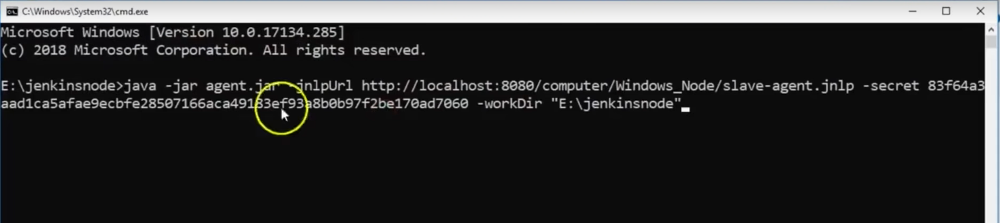 C:\Windows\System32\cmd.exe
Microsoft Windows [Version 10.0.17134.285]
(c) 2018 Microsoft Corporation. All rights reserved.
E:\jenkinsnode>java -jar agent.jar -jnlpUrl http://localhost:8080/computer/Windows_Node/slave-agent.jnlp -secret 83f64a3
aad1ca5afae9ecbfe28507166aca49183ef93a8b0b97f2be170ad7060 -workDir "E:\jenkinsnode"